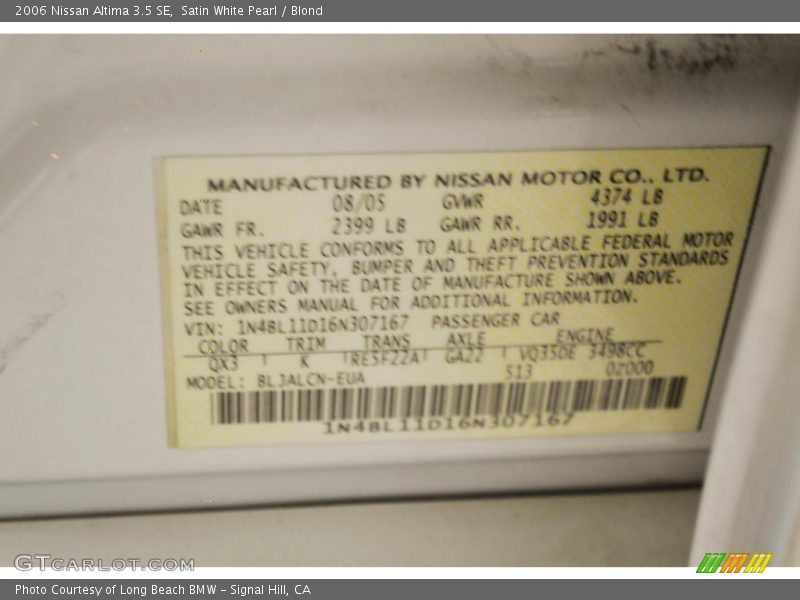 2006 Nissan Altima 3.5 SE, Satin White Pearl / Blond
MANUFACTURED BY NISSAN MOTOR CO., LTD.
DATE 08/05 GVWR 4374 LB
GAWR FR. 2399 LB GAWR RR. 1991 LB
THIS VEHICLE CONFORMS TO ALL APPLICABLE FEDERAL MOTOR
VEHICLE SAFETY, BUMPER AND THEFT PREVENTION STANDARDS
IN EFFECT ON THE DATE OF MANUFACTURE SHOWN ABOVE.
SEE OWNERS MANUAL FOR ADDITIONAL INFORMATION.
VIN: 1N4BL11D16N307167 PASSENGER CAR
COLOR TRIM TRANS AXLE ENGINE
QX3 K RE5F22A GA22 VQ35DE 3498CC
MODEL: BLJALCN-EUA 513 0Z000
1N4BL11D16N307167
GTCARLOT.COM
Photo Courtesy of Long Beach BMW - Signal Hill, CA